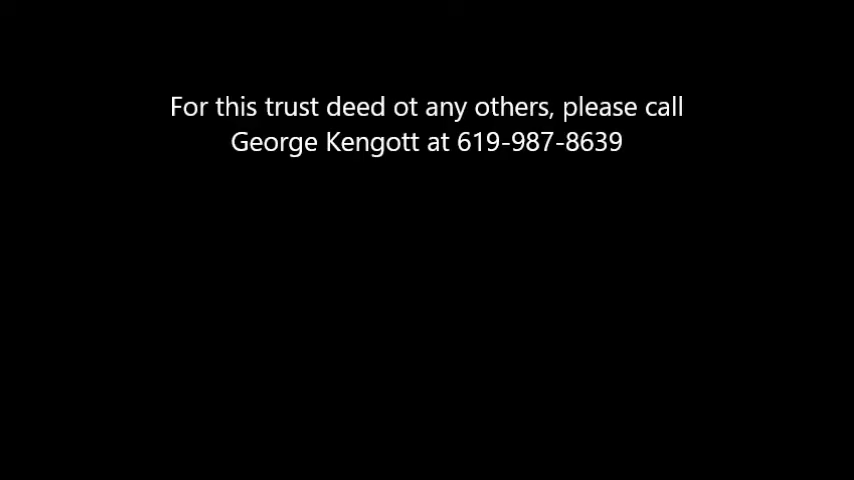 For this trust deed ot any others, please call
George Kengott at 619-987-8639